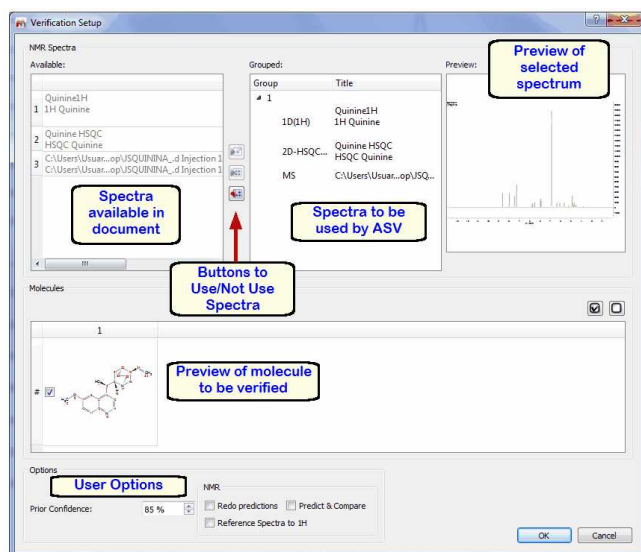 Verification Setup
NMR Spectra
Available:
Grouped:
Preview:
Preview of
selected
spectrum
Group Title
1
Quinine1H
1 1H Quinine
Quinine1H
1D(1H) 1H Quinine
2 Quinine HSQC
HSQC Quinine
Quinine HSQC
2D-HSQC... HSQC Quinine
3 C:\Users\Usuar...op\JSQUININA_.d Injection 1
C:\Users\Usuar...op\JSQUININA_.d Injection 1
MS C:\Users\Usuar...op\JSQ...
Spectra
available in
document
Spectra to be
used by ASV
Buttons to
Use/Not Use
Spectra
Molecules
1
#
Preview of molecule
to be verified
Options
User Options
Prior Confidence: 85 %
NMR
Redo predictions Predict & Compare
Reference Spectra to 1H
OK Cancel